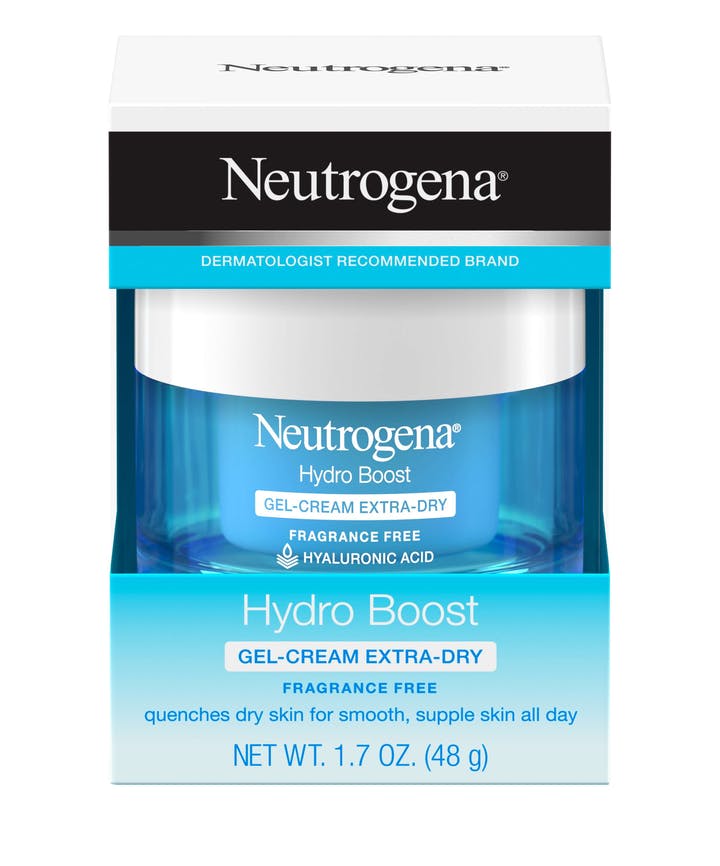 Neutrogena®
Neutrogena®
DERMATOLOGIST RECOMMENDED BRAND
Neutrogena®
Hydro Boost
GEL-CREAM EXTRA-DRY
FRAGRANCE FREE
HYALURONIC ACID
Hydro Boost
GEL-CREAM EXTRA-DRY
FRAGRANCE FREE
quenches dry skin for smooth, supple skin all day
NET WT. 1.7 OZ. (48 g)